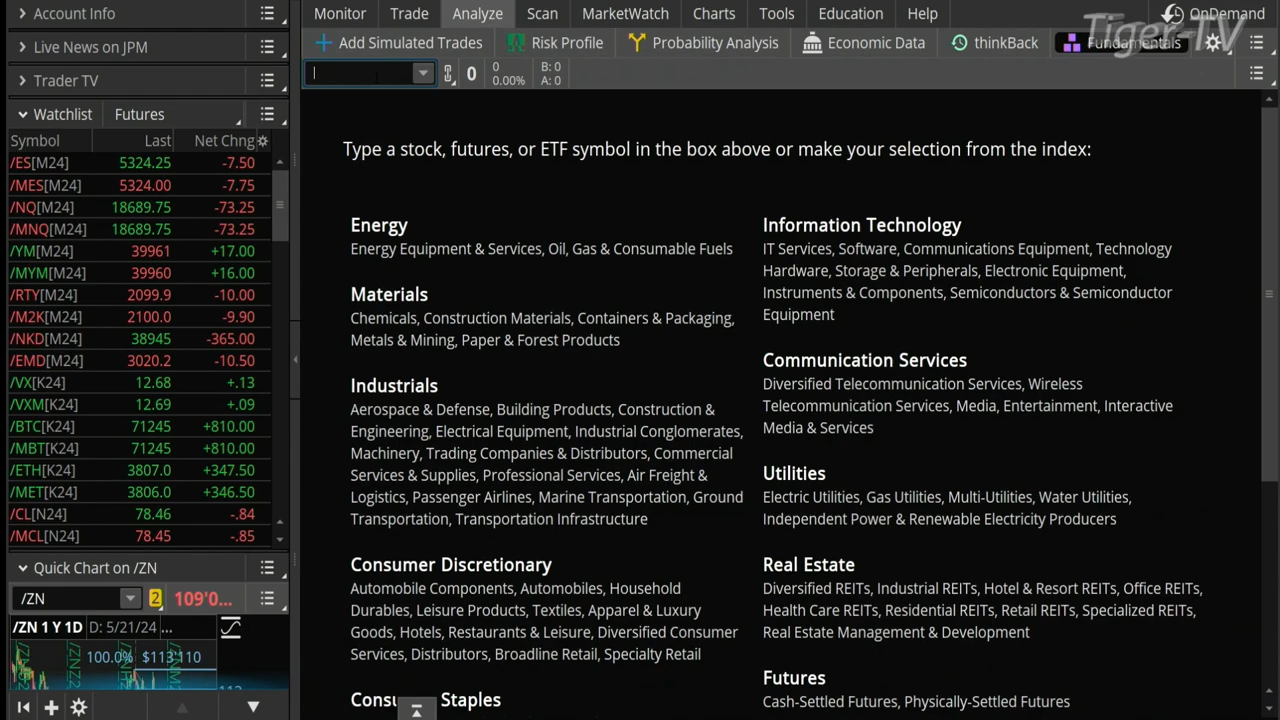 Account Info
Live News on JPM
Trader TV
Watchlist Futures
Symbol Last Net Chng
/ES[M24] 5324.25 -7.50
/MES[M24] 5324.00 -7.75
/NQ[M24] 18689.75 -73.25
/MNQ[M24] 18689.75 -73.25
/YM[M24] 39961 +17.00
/MYM[M24] 39960 +16.00
/RTY[M24] 2099.9 -10.00
/M2K[M24] 2100.0 -9.90
/NKD[M24] 38945 -365.00
/EMD[M24] 3020.2 -10.50
/VX[K24] 12.68 +.13
/VXM[K24] 12.69 +.09
/BTC[K24] 71245 +810.00
/MBT[K24] 71245 +810.00
/ETH[K24] 3807.0 +347.50
/MET[K24] 3806.0 +346.50
/CL[N24] 78.46 -.84
/MCL[N24] 78.45 -.85
Quick Chart on /ZN
/ZN 2 109'0...
/ZN 1 Y 1D D: 5/21/24 ...
100.0% $113'110
Monitor Trade Analyze Scan MarketWatch Charts Tools Education Help OnDemand
Tiger-TV
Add Simulated Trades Risk Profile Probability Analysis Economic Data thinkBack Fundamentals
0 0 B: 0
0.00% A: 0
Type a stock, futures, or ETF symbol in the box above or make your selection from the index:
Energy
Energy Equipment & Services, Oil, Gas & Consumable Fuels
Materials
Chemicals, Construction Materials, Containers & Packaging,
Metals & Mining, Paper & Forest Products
Industrials
Aerospace & Defense, Building Products, Construction &
Engineering, Electrical Equipment, Industrial Conglomerates,
Machinery, Trading Companies & Distributors, Commercial
Services & Supplies, Professional Services, Air Freight &
Logistics, Passenger Airlines, Marine Transportation, Ground
Transportation, Transportation Infrastructure
Consumer Discretionary
Automobile Components, Automobiles, Household
Durables, Leisure Products, Textiles, Apparel & Luxury
Goods, Hotels, Restaurants & Leisure, Diversified Consumer
Services, Distributors, Broadline Retail, Specialty Retail
Staples
Information Technology
IT Services, Software, Communications Equipment, Technology
Hardware, Storage & Peripherals, Electronic Equipment,
Instruments & Components, Semiconductors & Semiconductor
Equipment
Communication Services
Diversified Telecommunication Services, Wireless
Telecommunication Services, Media, Entertainment, Interactive
Media & Services
Utilities
Electric Utilities, Gas Utilities, Multi-Utilities, Water Utilities,
Independent Power & Renewable Electricity Producers
Real Estate
Diversified REITs, Industrial REITs, Hotel & Resort REITs, Office REITs,
Health Care REITs, Residential REITs, Retail REITs, Specialized REITs,
Real Estate Management & Development
Futures
Cash-Settled Futures, Physically-Settled Futures